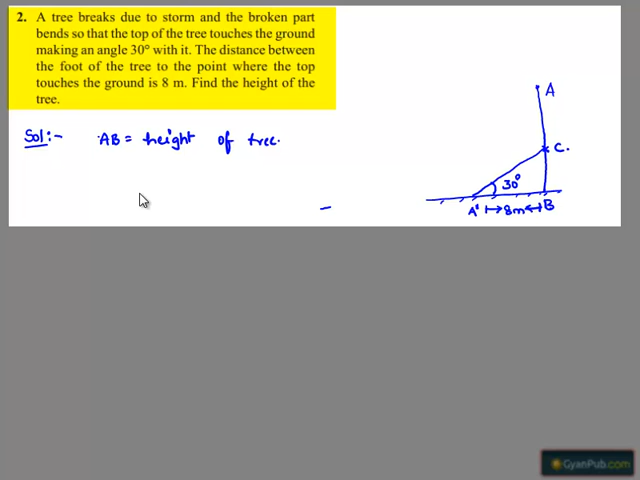 2. A tree breaks due to storm and the broken part
bends so that the top of the tree touches the ground
making an angle 30° with it. The distance between
the foot of the tree to the point where the top
touches the ground is 8 m. Find the height of the
tree.
A
Sol:- AB = height of tree.
C.
30°
A' 8m B
GyanPub.com